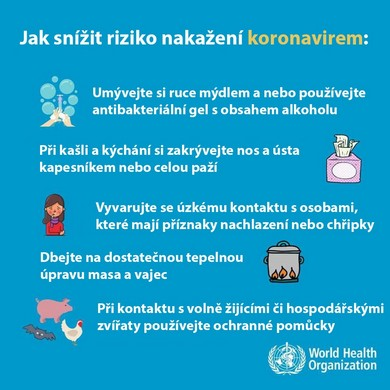 Jak snížit riziko nakažení koronavirem:
Umývejte si ruce mýdlem a nebo používejte
antibakteriální gel s obsahem alkoholu
Při kašli a kýchání si zakrývejte nos a ústa
kapesníkem nebo celou paží
Vyvarujte se úzkému kontaktu s osobami,
které mají příznaky nachlazení nebo chřipky
Dbejte na dostatečnou tepelnou
úpravu masa a vajec
Při kontaktu s volně žijícími či hospodářskými
zvířaty používejte ochranné pomůcky
World Health
Organization